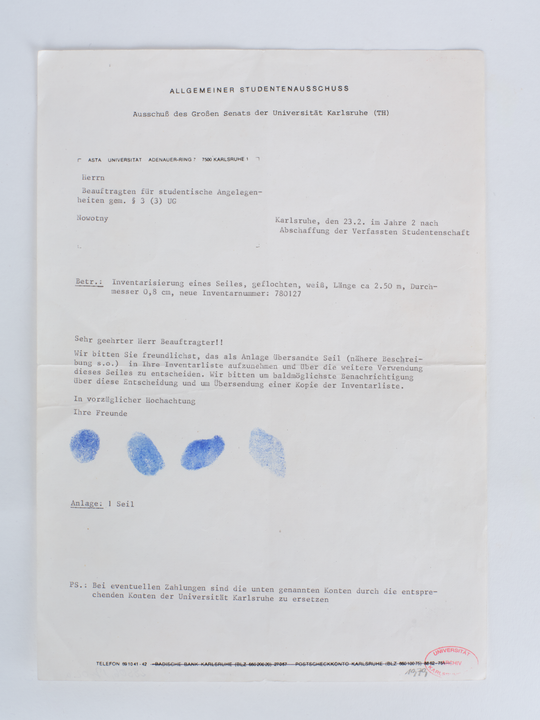 ALLGEMEINER STUDENTENAUSSCHUSS
Ausschuß des Großen Senats der Universität Karlsruhe (TH)
ASTA UNIVERSITÄT ADENAUER-RING 7 7500 KARLSRUHE 1
Herrn
Beauftragten für studentische Angelegen-
heiten gem. § 3 (3) UG
Nowotny
Karlsruhe, den 23.2. im Jahre 2 nach
Abschaffung der Verfassten Studentenschaft
Betr.: Inventarisierung eines Seiles, geflochten, weiß, Länge ca 2.50 m, Durch-
messer 0,8 cm, neue Inventarnummer: 780127
Sehr geehrter Herr Beauftragter!!
Wir bitten Sie freundlichst, das als Anlage übersandte Seil (nähere Beschrei-
bung s.o.) in Ihre Inventarliste aufzunehmen und über die weitere Verwendung
dieses Seiles zu entscheiden. Wir bitten um baldmöglichste Benachrichtigung
über diese Entscheidung und um Übersendung einer Kopie der Inventarliste.
In vorzüglicher Hochachtung
Ihre Freunde
Anlage: 1 Seil
PS.: Bei eventuellen Zahlungen sind die unten genannten Konten durch die entspre-
chenden Konten der Universität Karlsruhe zu ersetzen
TELEFON BADISCHE BANK KARLSRUHE (BLZ POSTSCHECKKONTO KARLSRUHE (BLZ
UNIVERSITÄT